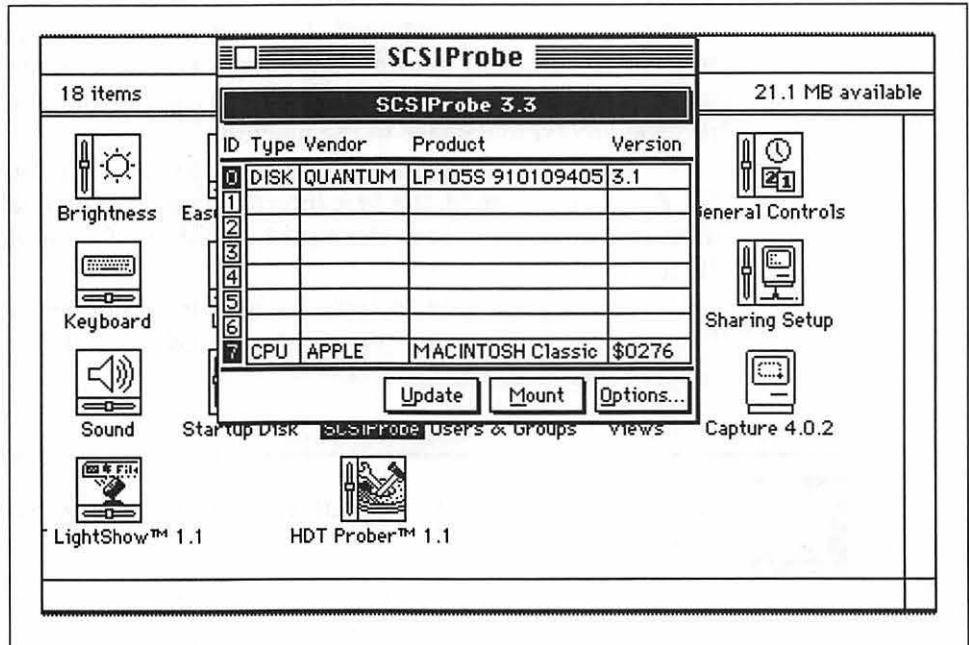 SCSIProbe
18 items
21.1 MB available
SCSIProbe 3.3
ID Type Vendor Product Version
0 DISK QUANTUM LP105S 910109405 3.1
1
2
3
4
5
6
7 CPU APPLE MACINTOSH Classic $0276
Update Mount Options...
Brightness Eas eneral Controls
Keyboard L Sharing Setup
Sound Startup Disk SCSIProbe Users & Groups Views Capture 4.0.2
File
LightShow™ 1.1 HDT Prober™ 1.1